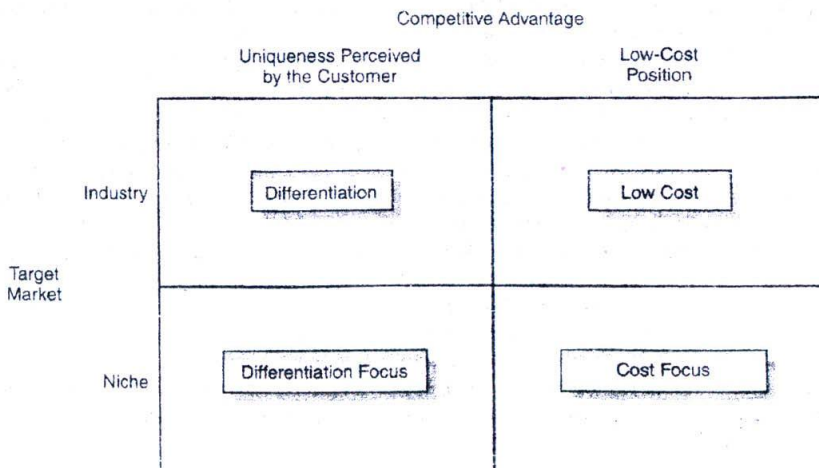 Competitive Advantage
Uniqueness Perceived
by the Customer
Low-Cost
Position
Industry
Differentiation
Low Cost
Target
Market
Niche
Differentiation Focus
Cost Focus